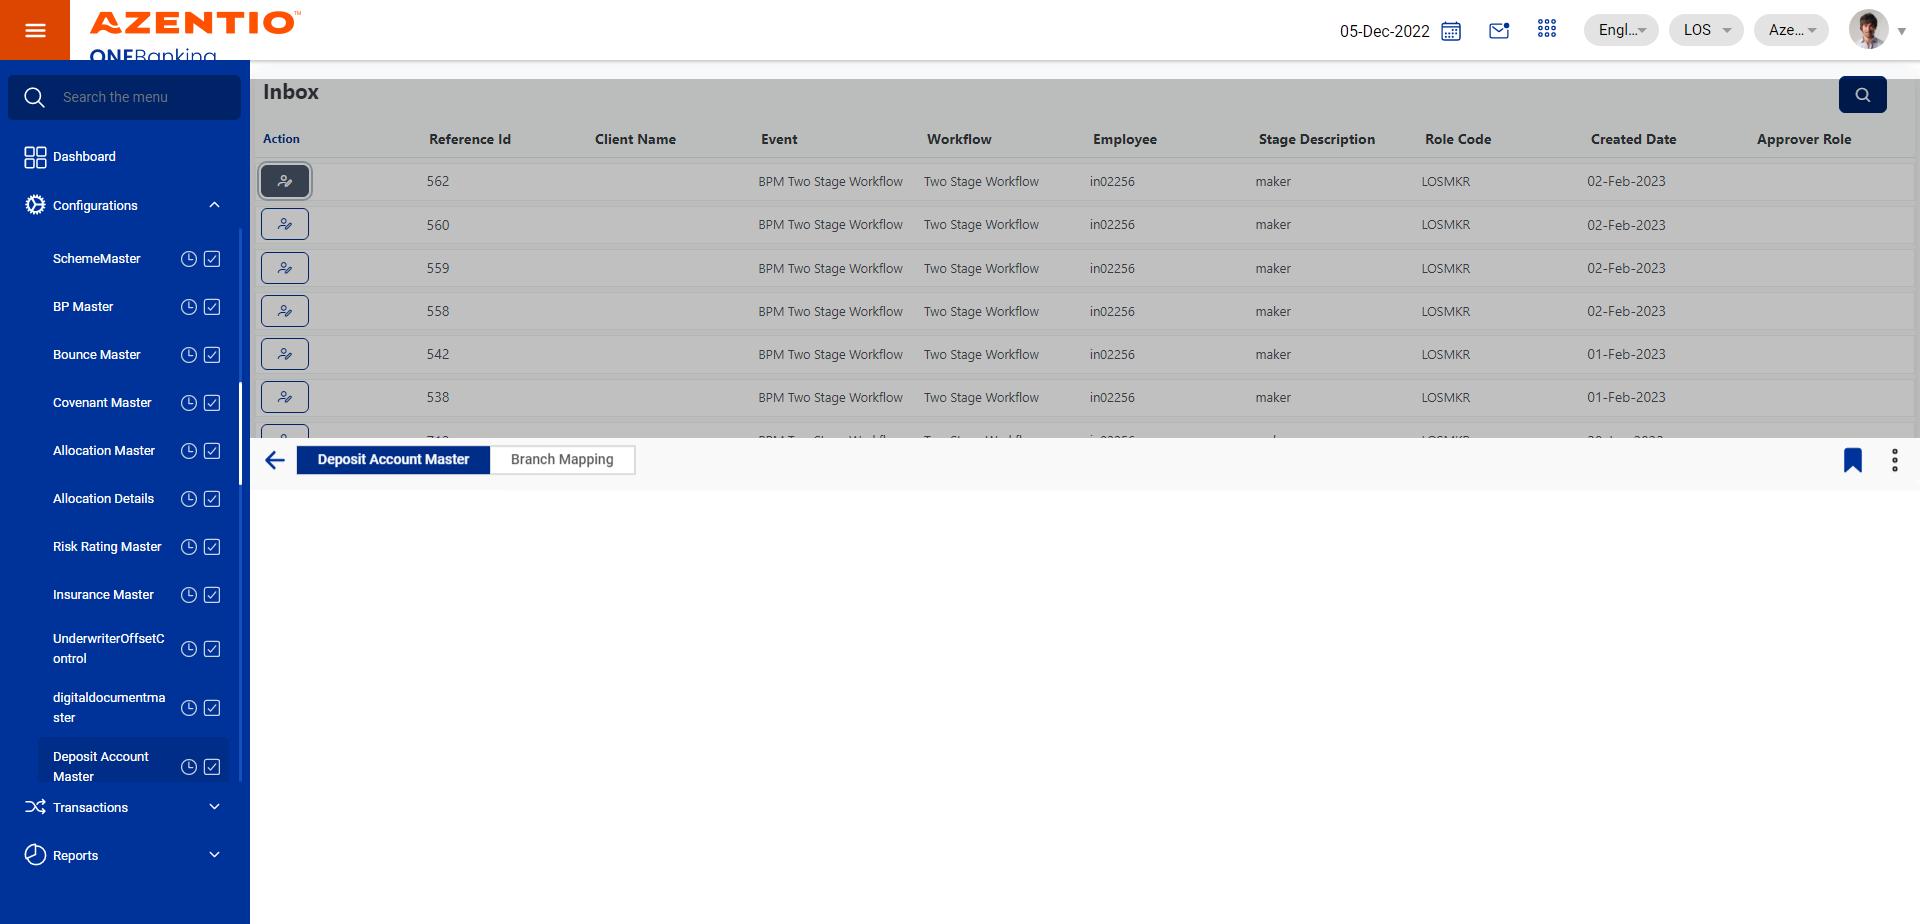 AZENTIO™
ONEBanking
05-Dec-2022
Engl...
LOS
Aze...
Search the menu
Dashboard
Configurations
SchemeMaster
BP Master
Bounce Master
Covenant Master
Allocation Master
Allocation Details
Risk Rating Master
Insurance Master
UnderwriterOffsetC
ontrol
digitaldocumentma
ster
Deposit Account
Master
Transactions
Reports
Inbox
Action Reference Id Client Name Event Workflow Employee Stage Description Role Code Created Date Approver Role
562 BPM Two Stage Workflow Two Stage Workflow in02256 maker LOSMKR 02-Feb-2023
560 BPM Two Stage Workflow Two Stage Workflow in02256 maker LOSMKR 02-Feb-2023
559 BPM Two Stage Workflow Two Stage Workflow in02256 maker LOSMKR 02-Feb-2023
558 BPM Two Stage Workflow Two Stage Workflow in02256 maker LOSMKR 02-Feb-2023
542 BPM Two Stage Workflow Two Stage Workflow in02256 maker LOSMKR 01-Feb-2023
538 BPM Two Stage Workflow Two Stage Workflow in02256 maker LOSMKR 01-Feb-2023
Deposit Account Master
Branch Mapping